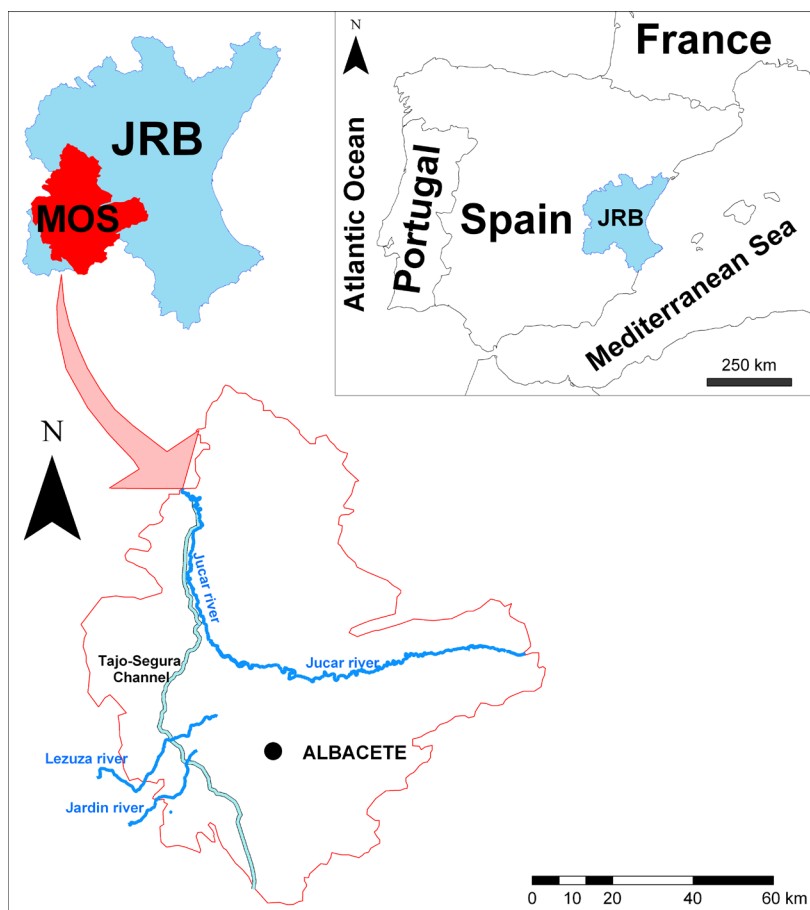 JRB
MOS
N
France
Atlantic Ocean
Portugal
Spain
JRB
Mediterranean Sea
250 km
N
Jucar river
Jucar river
Tajo-Segura
Channel
ALBACETE
Lezuza river
Jardin river
0 10 20 40 60 km